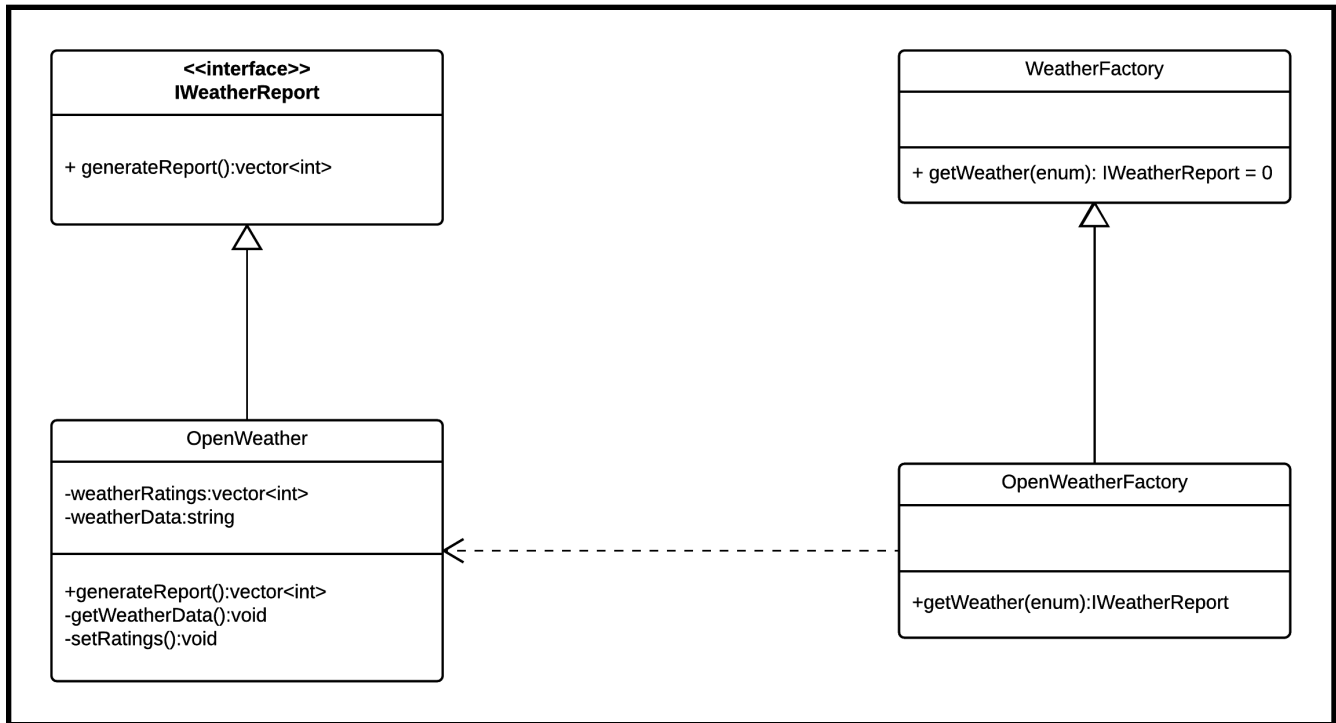 <<interface>>
IWeatherReport
+ generateReport():vector<int>
WeatherFactory
+ getWeather(enum): IWeatherReport = 0
OpenWeather
-weatherRatings:vector<int>
-weatherData:string
+generateReport():vector<int>
-getWeatherData():void
-setRatings():void
OpenWeatherFactory
+getWeather(enum):IWeatherReport